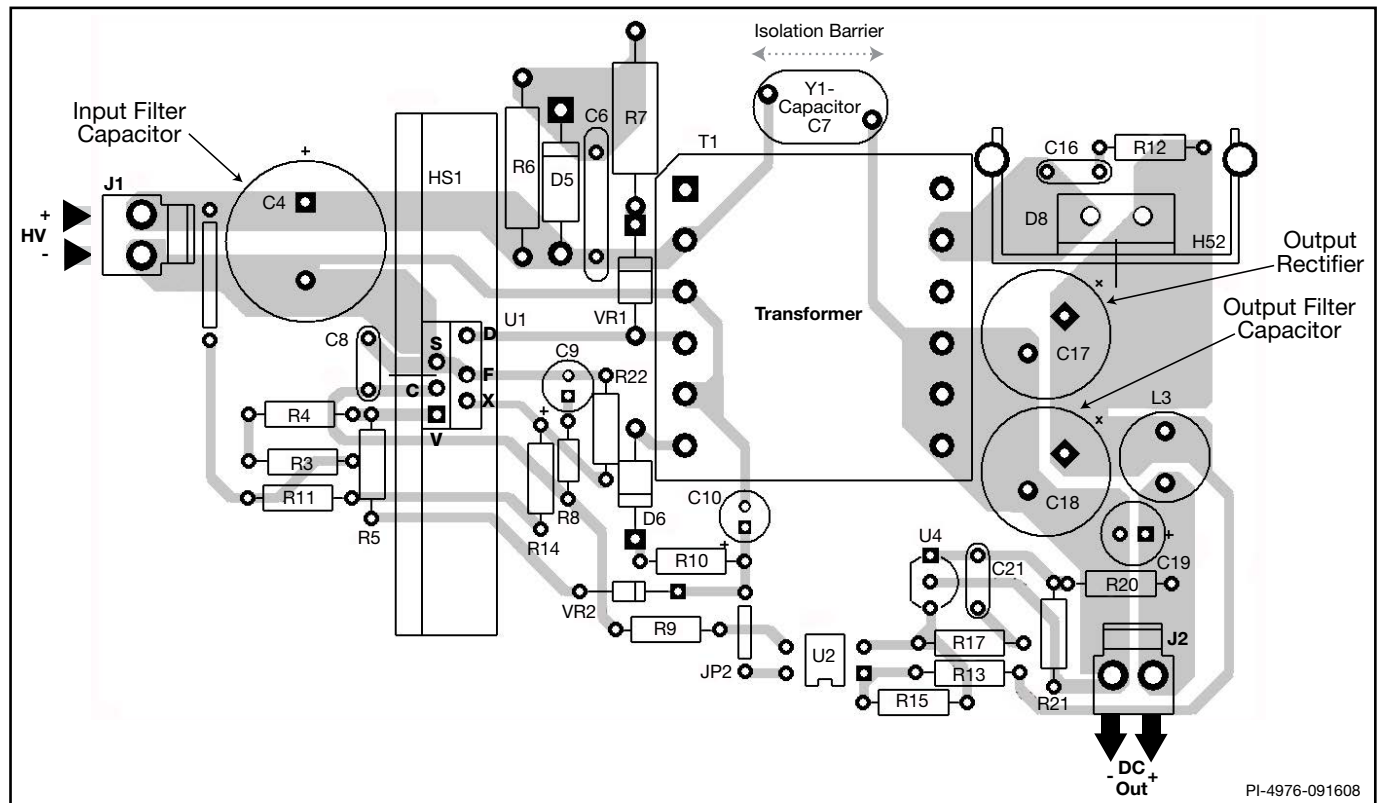 Isolation Barrier
Input Filter
Capacitor
J1
+
HV
-
+
C4
HS1
R6
D5
C6
R7
Y1-
Capacitor
C7
T1
C16
R12
D8
H52
Output
Rectifier
Output Filter
Capacitor
Transformer
VR1
U1
D
S
F
C
X
V
C8
C9
+
R22
R4
R3
R11
R5
R14
+
R8
D6
C10
+
R10
VR2
R9
JP2
U2
U4
C21
R17
R13
R15
R21
R20
x
C17
x
C18
L3
+
C19
J2
- DC +
Out
PI-4976-091608